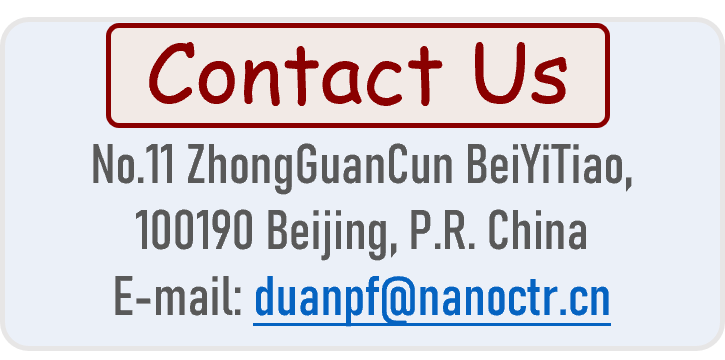 Contact Us
No.11 ZhongGuanCun BeiYiTiao,
100190 Beijing, P.R. China
E-mail: duanpf@nanoctr.cn